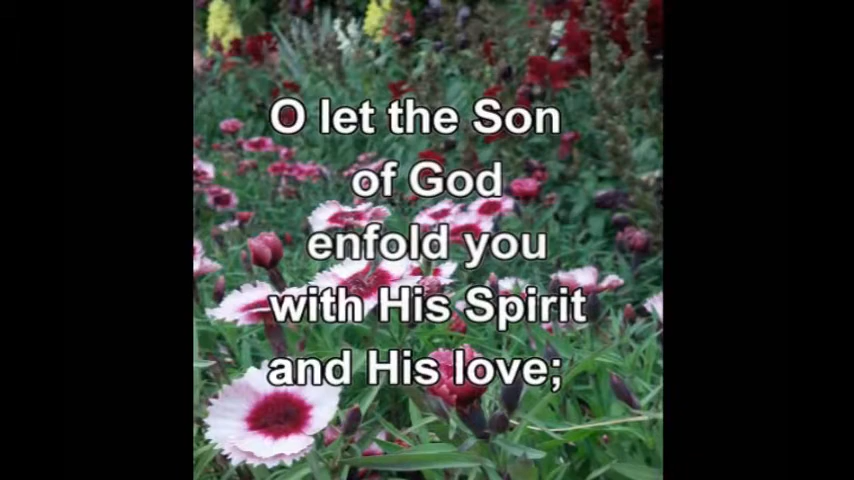 O let the Son
of God
enfold you
with His Spirit
and His love;